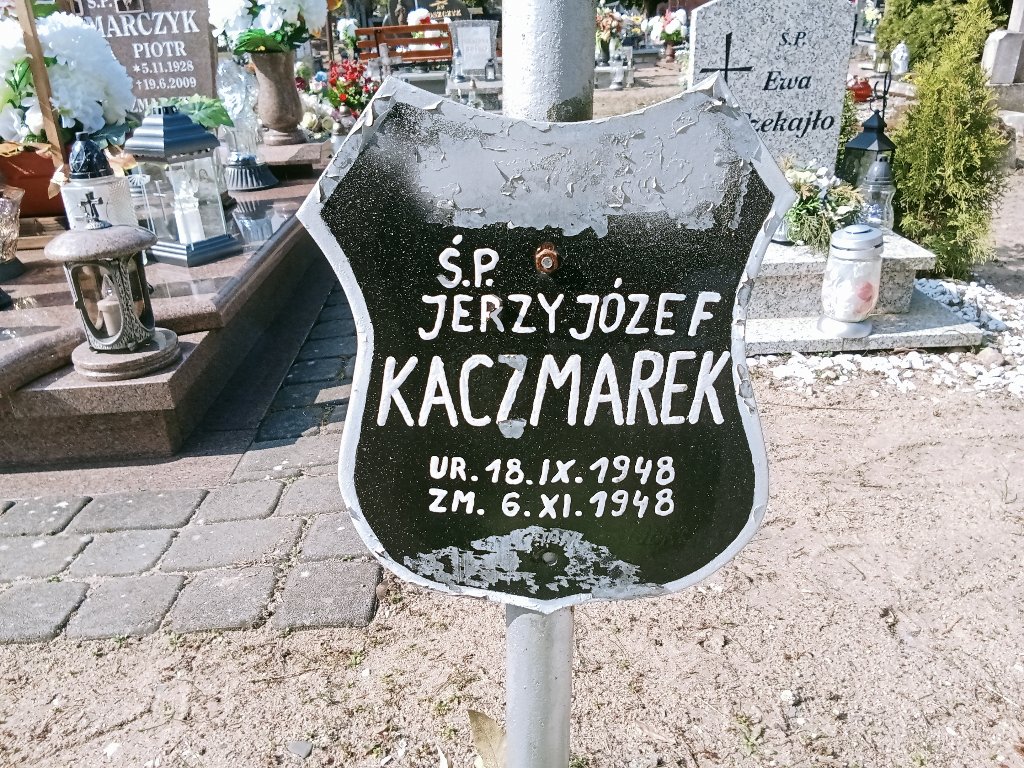 Ś.P.
MARCZYK
PIOTR
*5.11.1928
†19.6.2009
Ś.P.
Ewa
Ś.P.
JERZY JÓZEF
KACZMAREK
UR. 18. IX. 1948
ZM. 6. XI. 1948